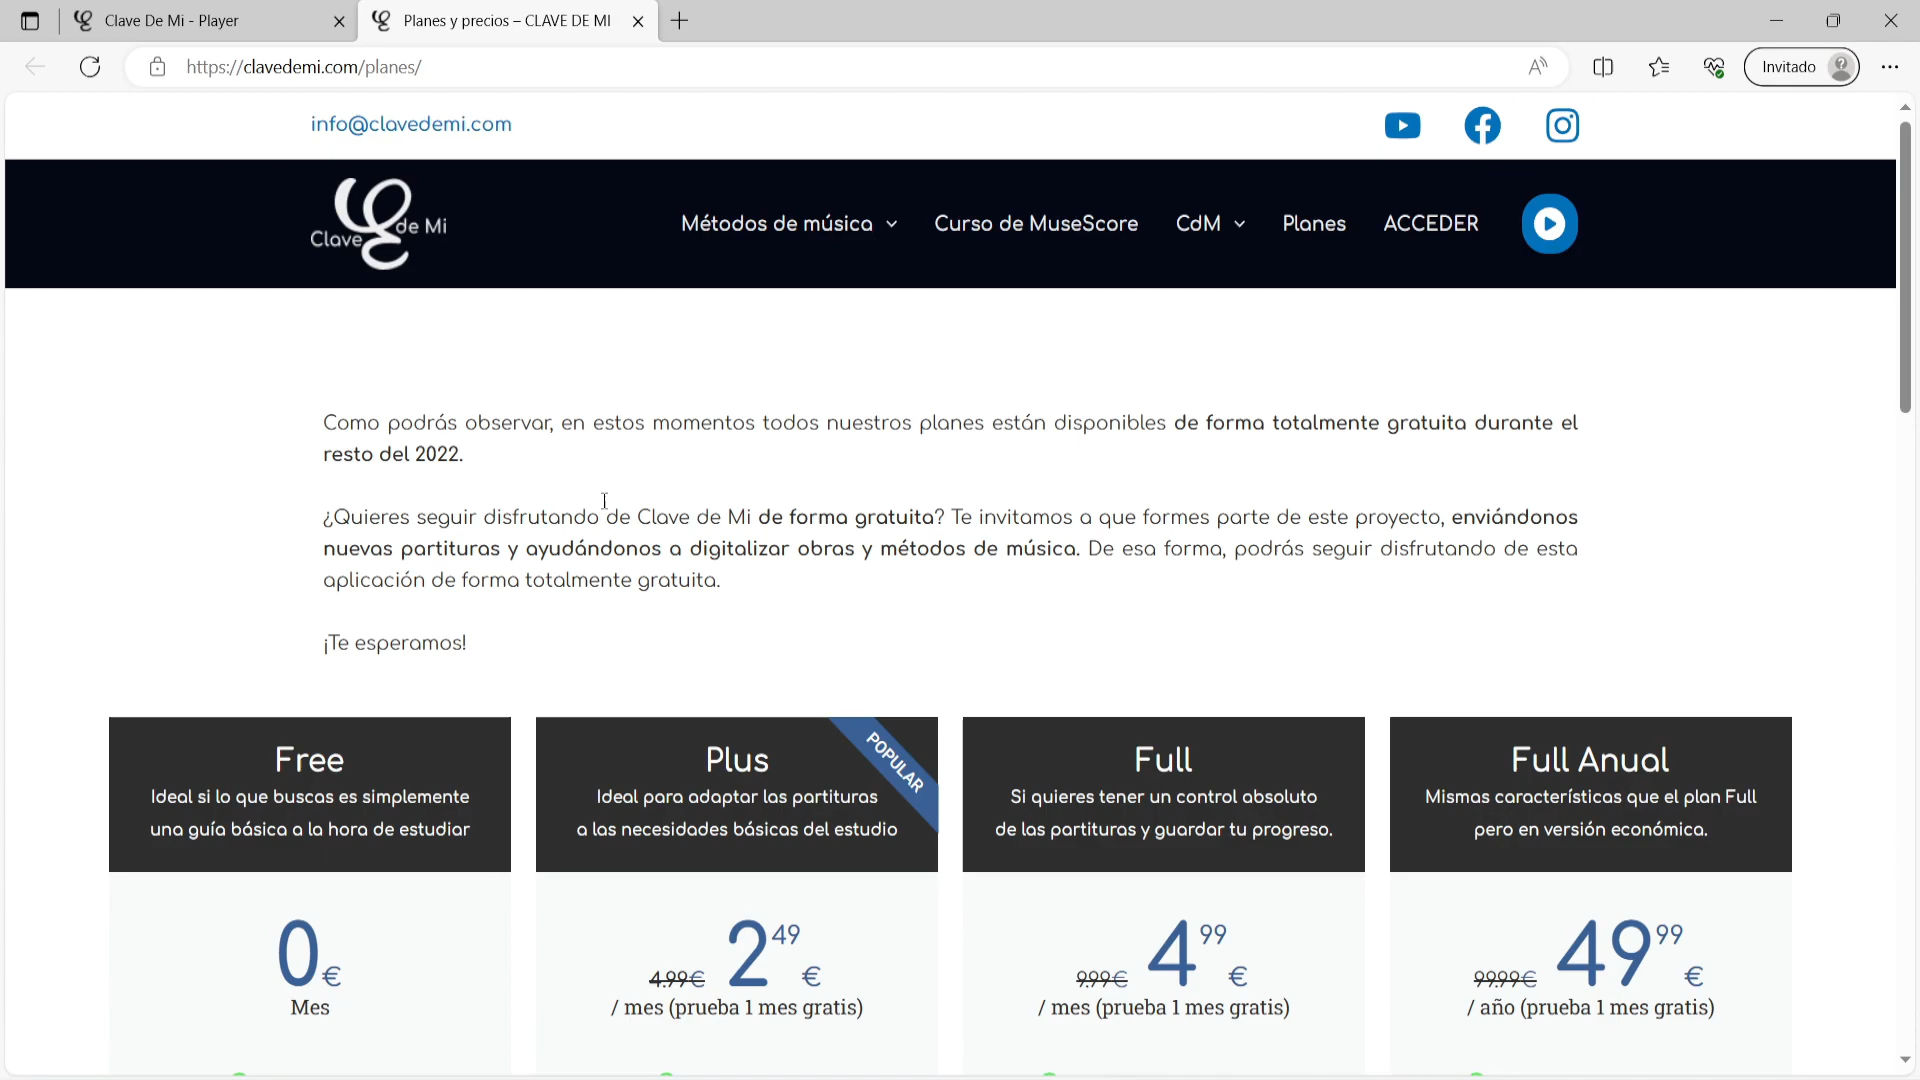 Clave De Mi - Player
Planes y precios – CLAVE DE MI
https://clavedemi.com/planes/
Invitado
info@clavedemi.com
Clave de Mi
Métodos de música
Curso de MuseScore
CdM
Planes
ACCEDER
Como podrás observar, en estos momentos todos nuestros planes están disponibles de forma totalmente gratuita durante el
resto del 2022.
¿Quieres seguir disfrutando de Clave de Mi de forma gratuita? Te invitamos a que formes parte de este proyecto, enviándonos
nuevas partituras y ayudándonos a digitalizar obras y métodos de música. De esa forma, podrás seguir disfrutando de esta
aplicación de forma totalmente gratuita.
¡Te esperamos!
Free
Ideal si lo que buscas es simplemente
una guía básica a la hora de estudiar
0€
Mes
Plus
POPULAR
Ideal para adaptar las partituras
a las necesidades básicas del estudio
4.99€ 2 49 €
/ mes (prueba 1 mes gratis)
Full
Si quieres tener un control absoluto
de las partituras y guardar tu progreso.
9.99€ 4 99 €
/ mes (prueba 1 mes gratis)
Full Anual
Mismas características que el plan Full
pero en versión económica.
99.99€ 49 99 €
/ año (prueba 1 mes gratis)